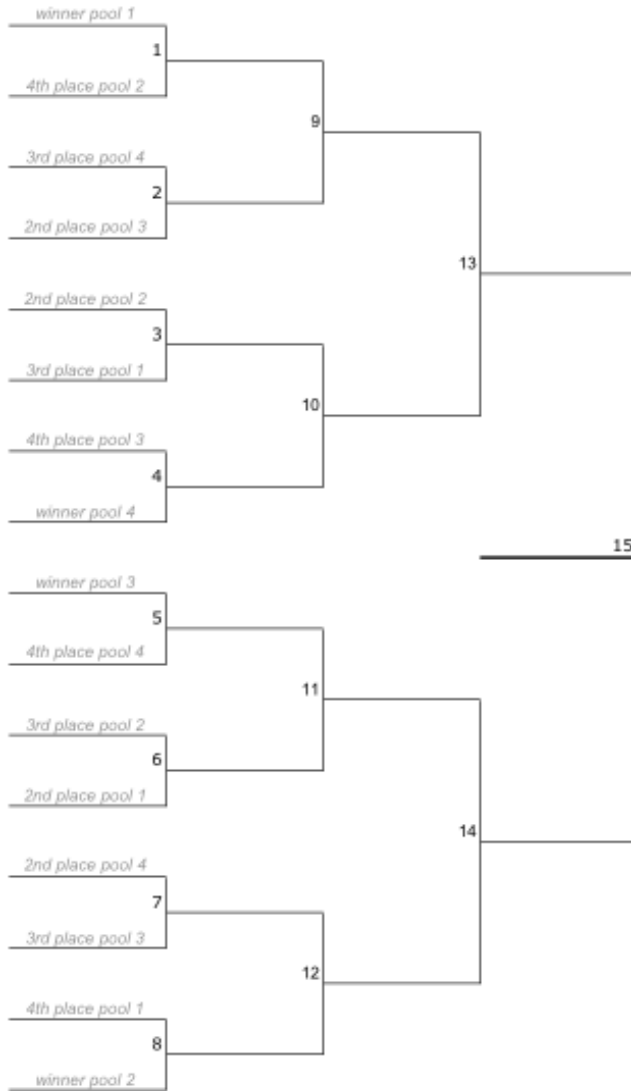 winner pool 1
1
4th place pool 2
9
3rd place pool 4
2
2nd place pool 3
13
2nd place pool 2
3
3rd place pool 1
10
4th place pool 3
4
winner pool 4
15
winner pool 3
5
4th place pool 4
11
3rd place pool 2
6
2nd place pool 1
14
2nd place pool 4
7
3rd place pool 3
12
4th place pool 1
8
winner pool 2